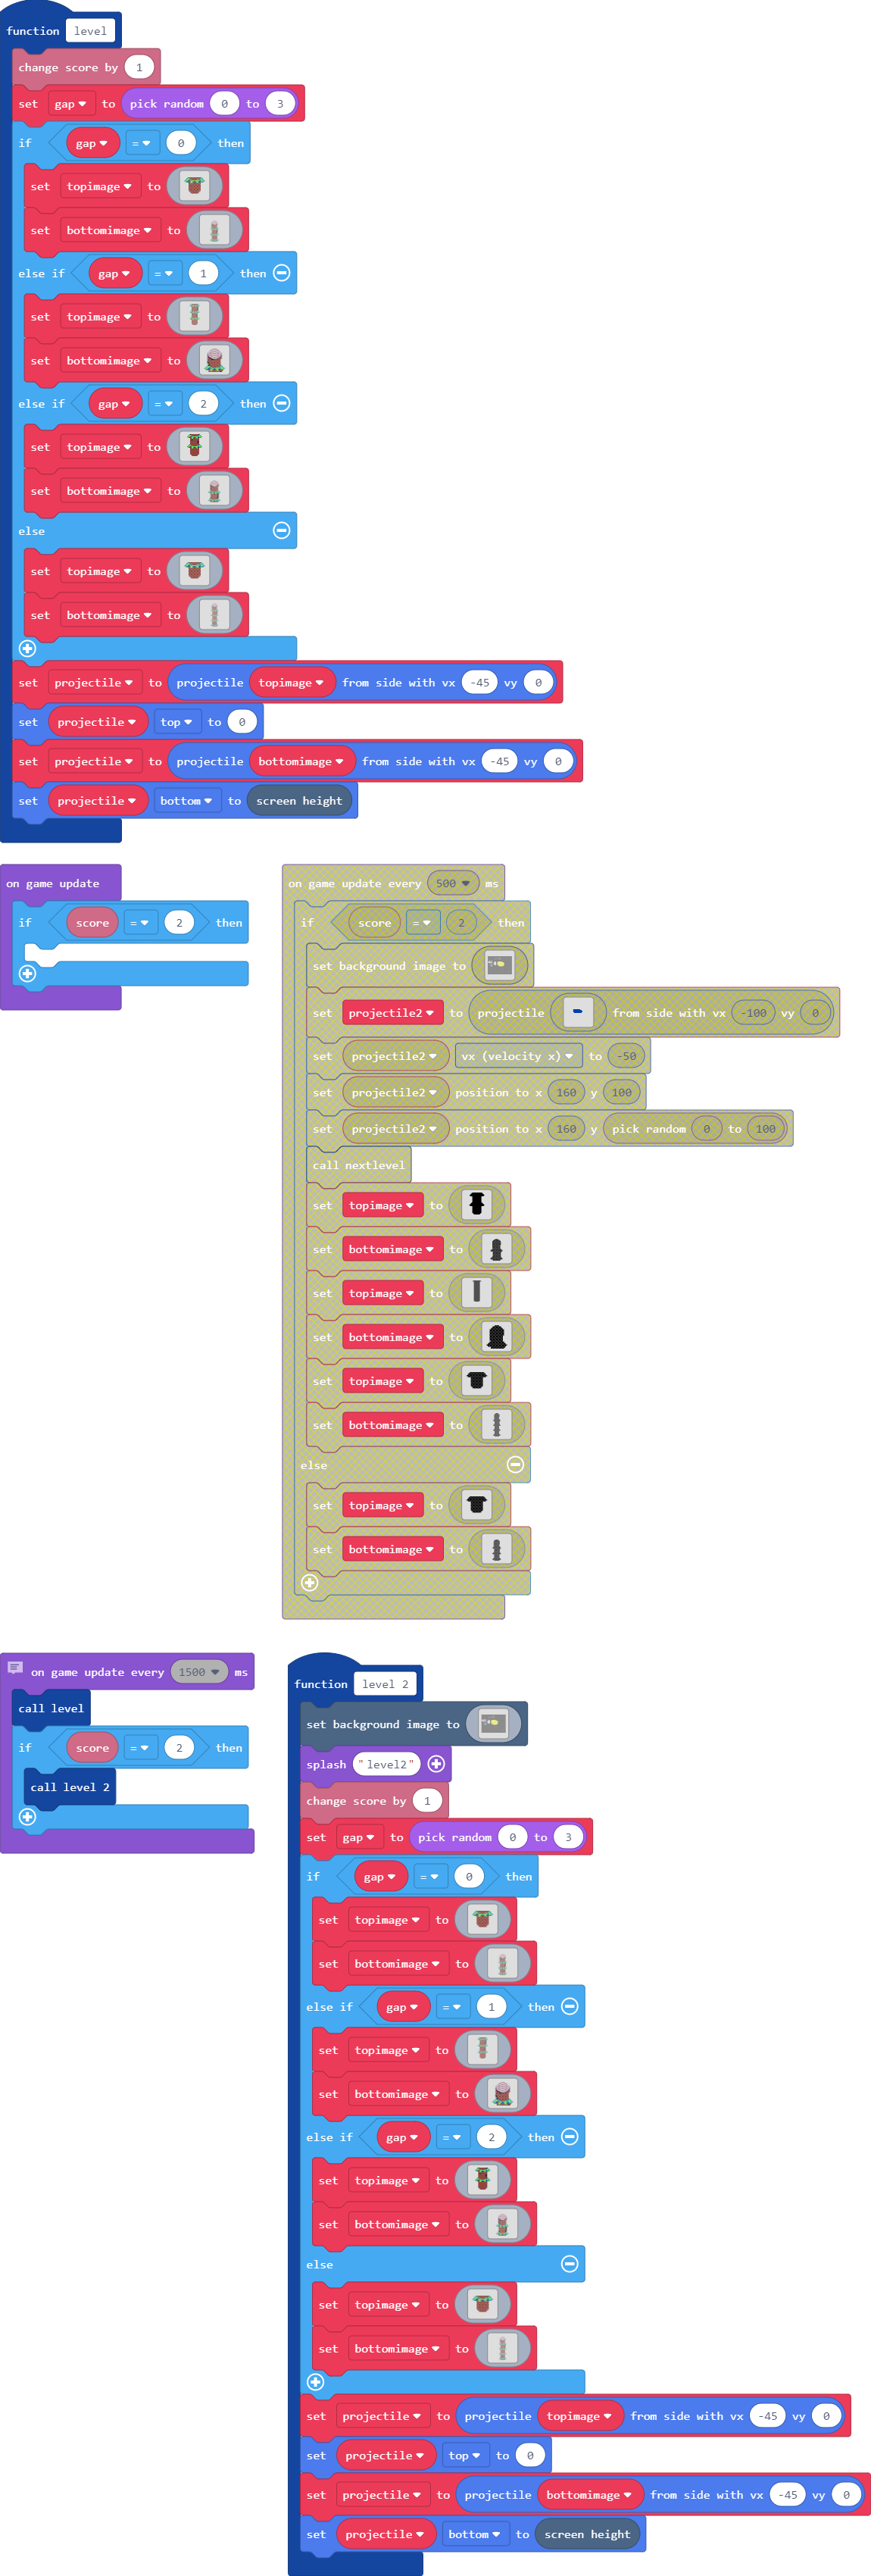 function level
change score by 1
set gap to pick random 0 to 3
if gap = 0 then
set topimage to
set bottomimage to
else if gap = 1 then
set topimage to
set bottomimage to
else if gap = 2 then
set topimage to
set bottomimage to
else
set topimage to
set bottomimage to
set projectile to projectile topimage from side with vx -45 vy 0
set projectile top to 0
set projectile to projectile bottomimage from side with vx -45 vy 0
set projectile bottom to screen height
on game update
if score = 2 then
on game update every 500 ms
if score = 2 then
set background image to
set projectile2 to projectile from side with vx -100 vy 0
set projectile2 vx (velocity x) to -50
set projectile2 position to x 160 y 100
set projectile2 position to x 160 y pick random 0 to 100
call nextlevel
set topimage to
set bottomimage to
set topimage to
set bottomimage to
set topimage to
set bottomimage to
else
set topimage to
set bottomimage to
on game update every 1500 ms
call level
if score = 2 then
call level 2
function level 2
set background image to
splash "level2"
change score by 1
set gap to pick random 0 to 3
if gap = 0 then
set topimage to
set bottomimage to
else if gap = 1 then
set topimage to
set bottomimage to
else if gap = 2 then
set topimage to
set bottomimage to
else
set topimage to
set bottomimage to
set projectile to projectile topimage from side with vx -45 vy 0
set projectile top to 0
set projectile to projectile bottomimage from side with vx -45 vy 0
set projectile bottom to screen height